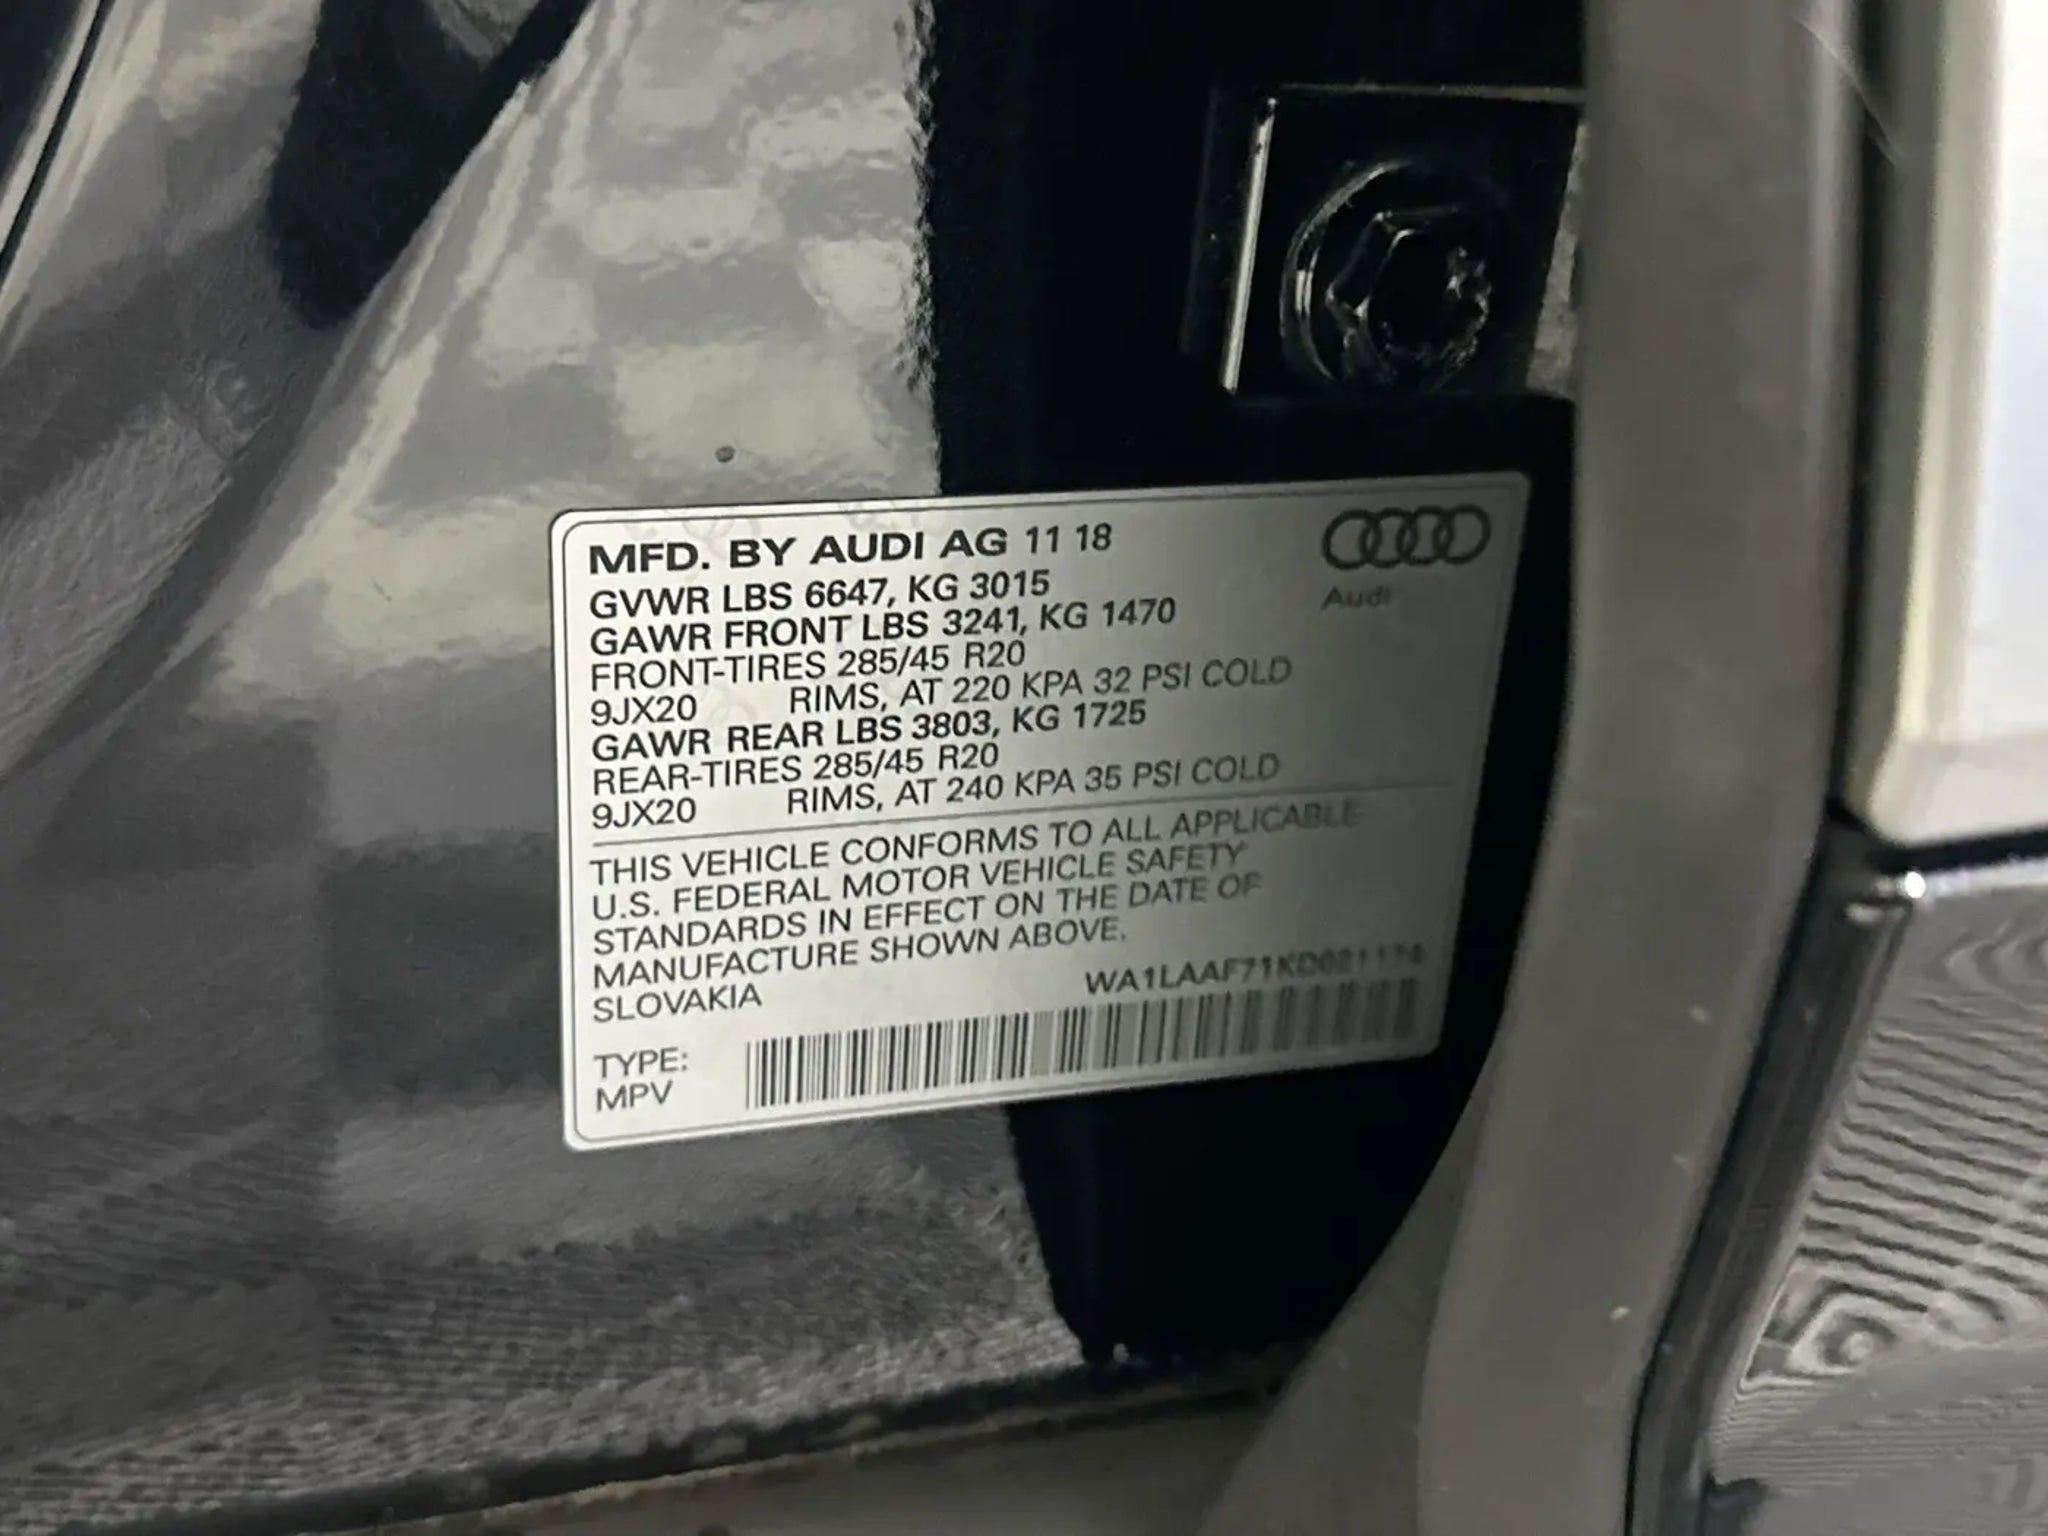 MFD. BY AUDI AG 11 18
GVWR LBS 6647, KG 3015
GAWR FRONT LBS 3241, KG 1470
FRONT-TIRES 285/45 R20
9JX20 RIMS, AT 220 KPA 32 PSI COLD
GAWR REAR LBS 3803, KG 1725
REAR-TIRES 285/45 R20
9JX20 RIMS, AT 240 KPA 35 PSI COLD
Audi
THIS VEHICLE CONFORMS TO ALL APPLICABLE
U.S. FEDERAL MOTOR VEHICLE SAFETY
STANDARDS IN EFFECT ON THE DATE OF
MANUFACTURE SHOWN ABOVE.
SLOVAKIA
TYPE:
MPV